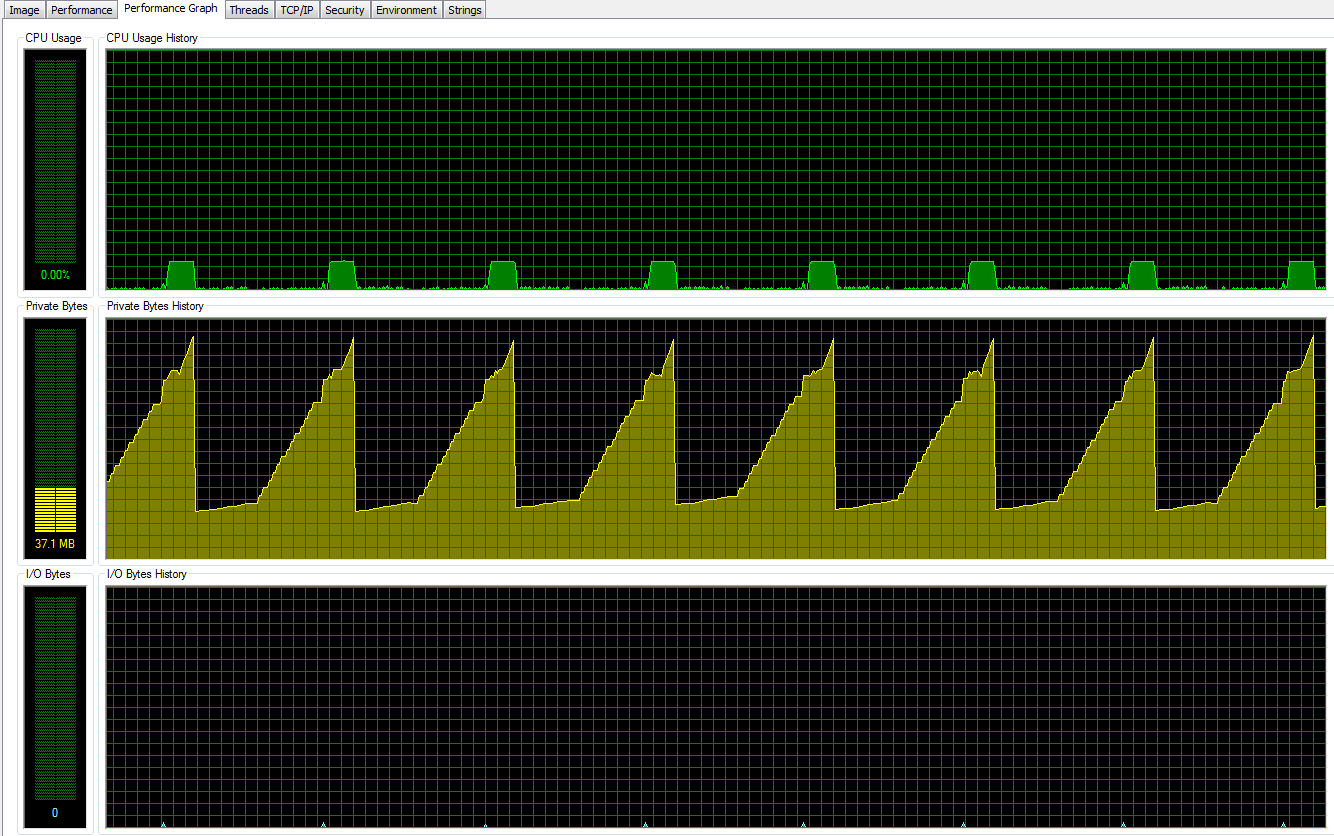 Image Performance Performance Graph Threads TCP/IP Security Environment Strings
CPU Usage
CPU Usage History
0.00%
Private Bytes
Private Bytes History
37.1 MB
I/O Bytes
I/O Bytes History
0